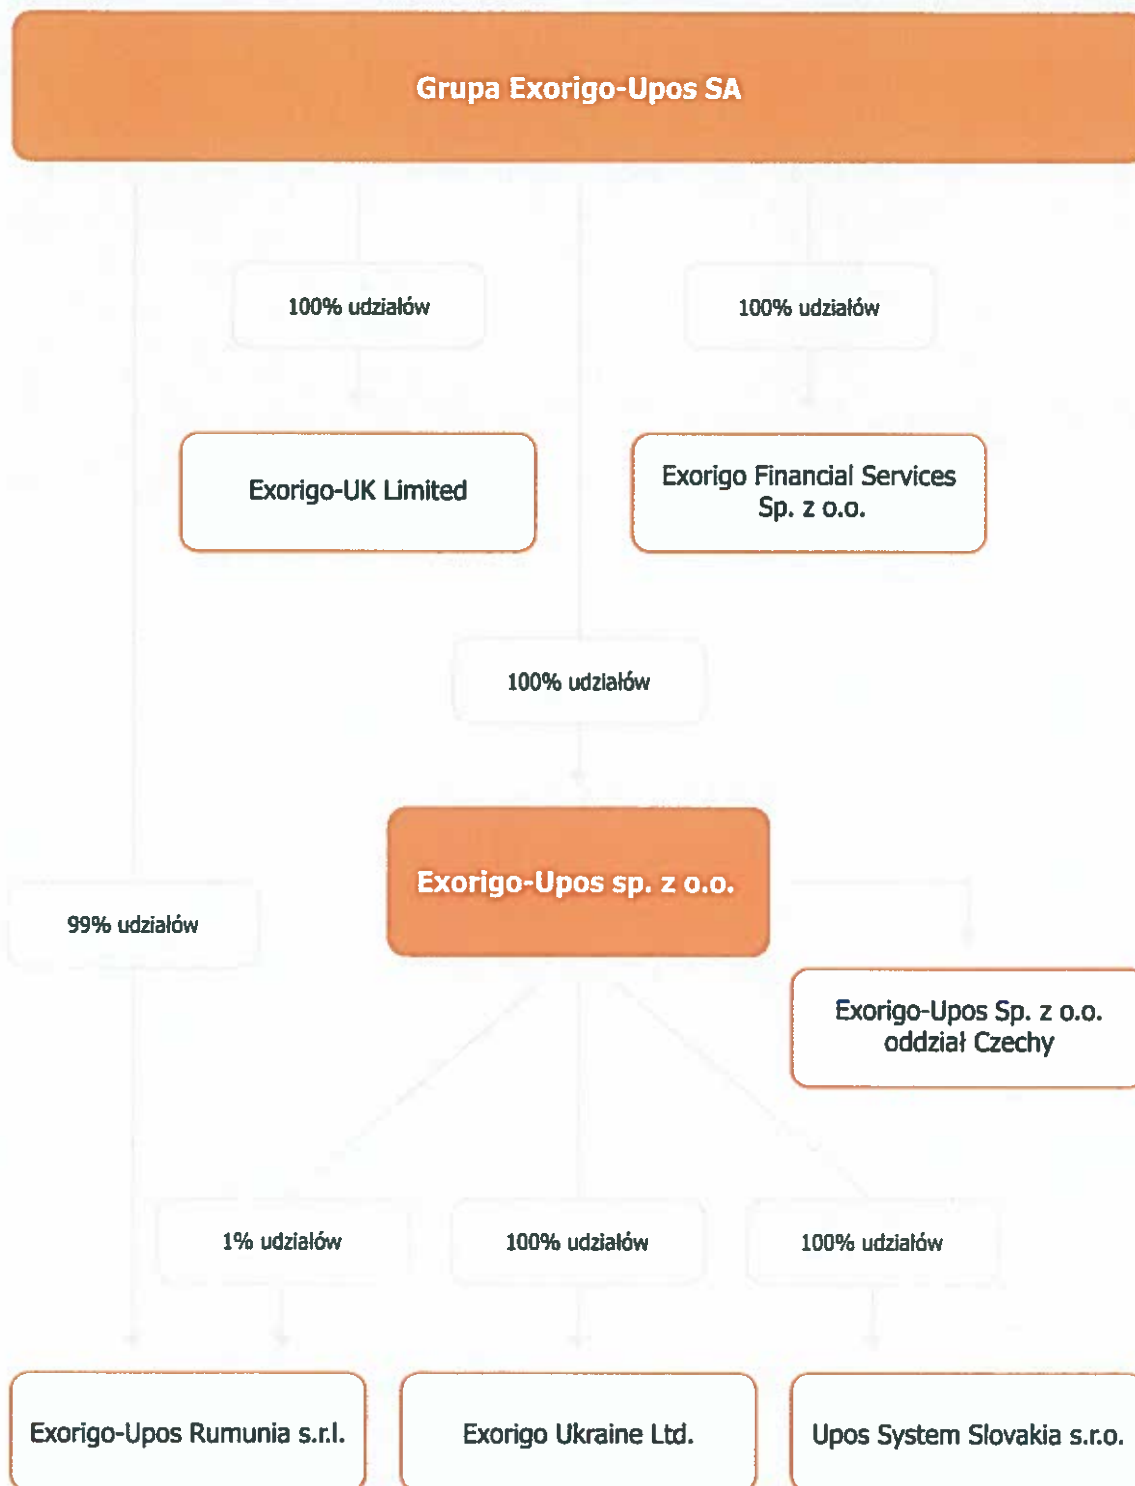 Grupa Exorigo-Upos SA
100% udziałów
100% udziałów
Exorigo-UK Limited
Exorigo Financial Services
Sp. z o.o.
100% udziałów
Exorigo-Upos sp. z o.o.
99% udziałów
Exorigo-Upos Sp. z o.o.
oddział Czechy
1% udziałów
100% udziałów
100% udziałów
Exorigo-Upos Rumunia s.r.l.
Exorigo Ukraine Ltd.
Upos System Slovakia s.r.o.